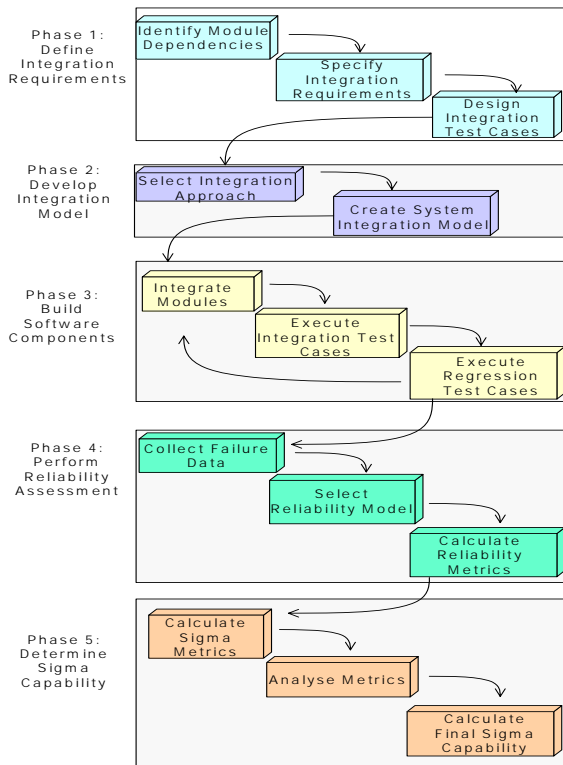 Phase 1:
Define
Integration
Requirements
Identify Module
Dependencies
Specify
Integration
Requirements
Design
Integration
Test Cases
Phase 2:
Develop
Integration
Model
Select Integration
Approach
Create System
Integration Model
Phase 3:
Build
Software
Components
Integrate
Modules
Execute
Integration Test
Cases
Execute
Regression
Test Cases
Phase 4:
Perform
Reliability
Assessment
Collect Failure
Data
Select
Reliability Model
Calculate
Reliability
Metrics
Phase 5:
Determine
Sigma
Capability
Calculate
Sigma
Metrics
Analyse Metrics
Calculate
Final Sigma
Capability